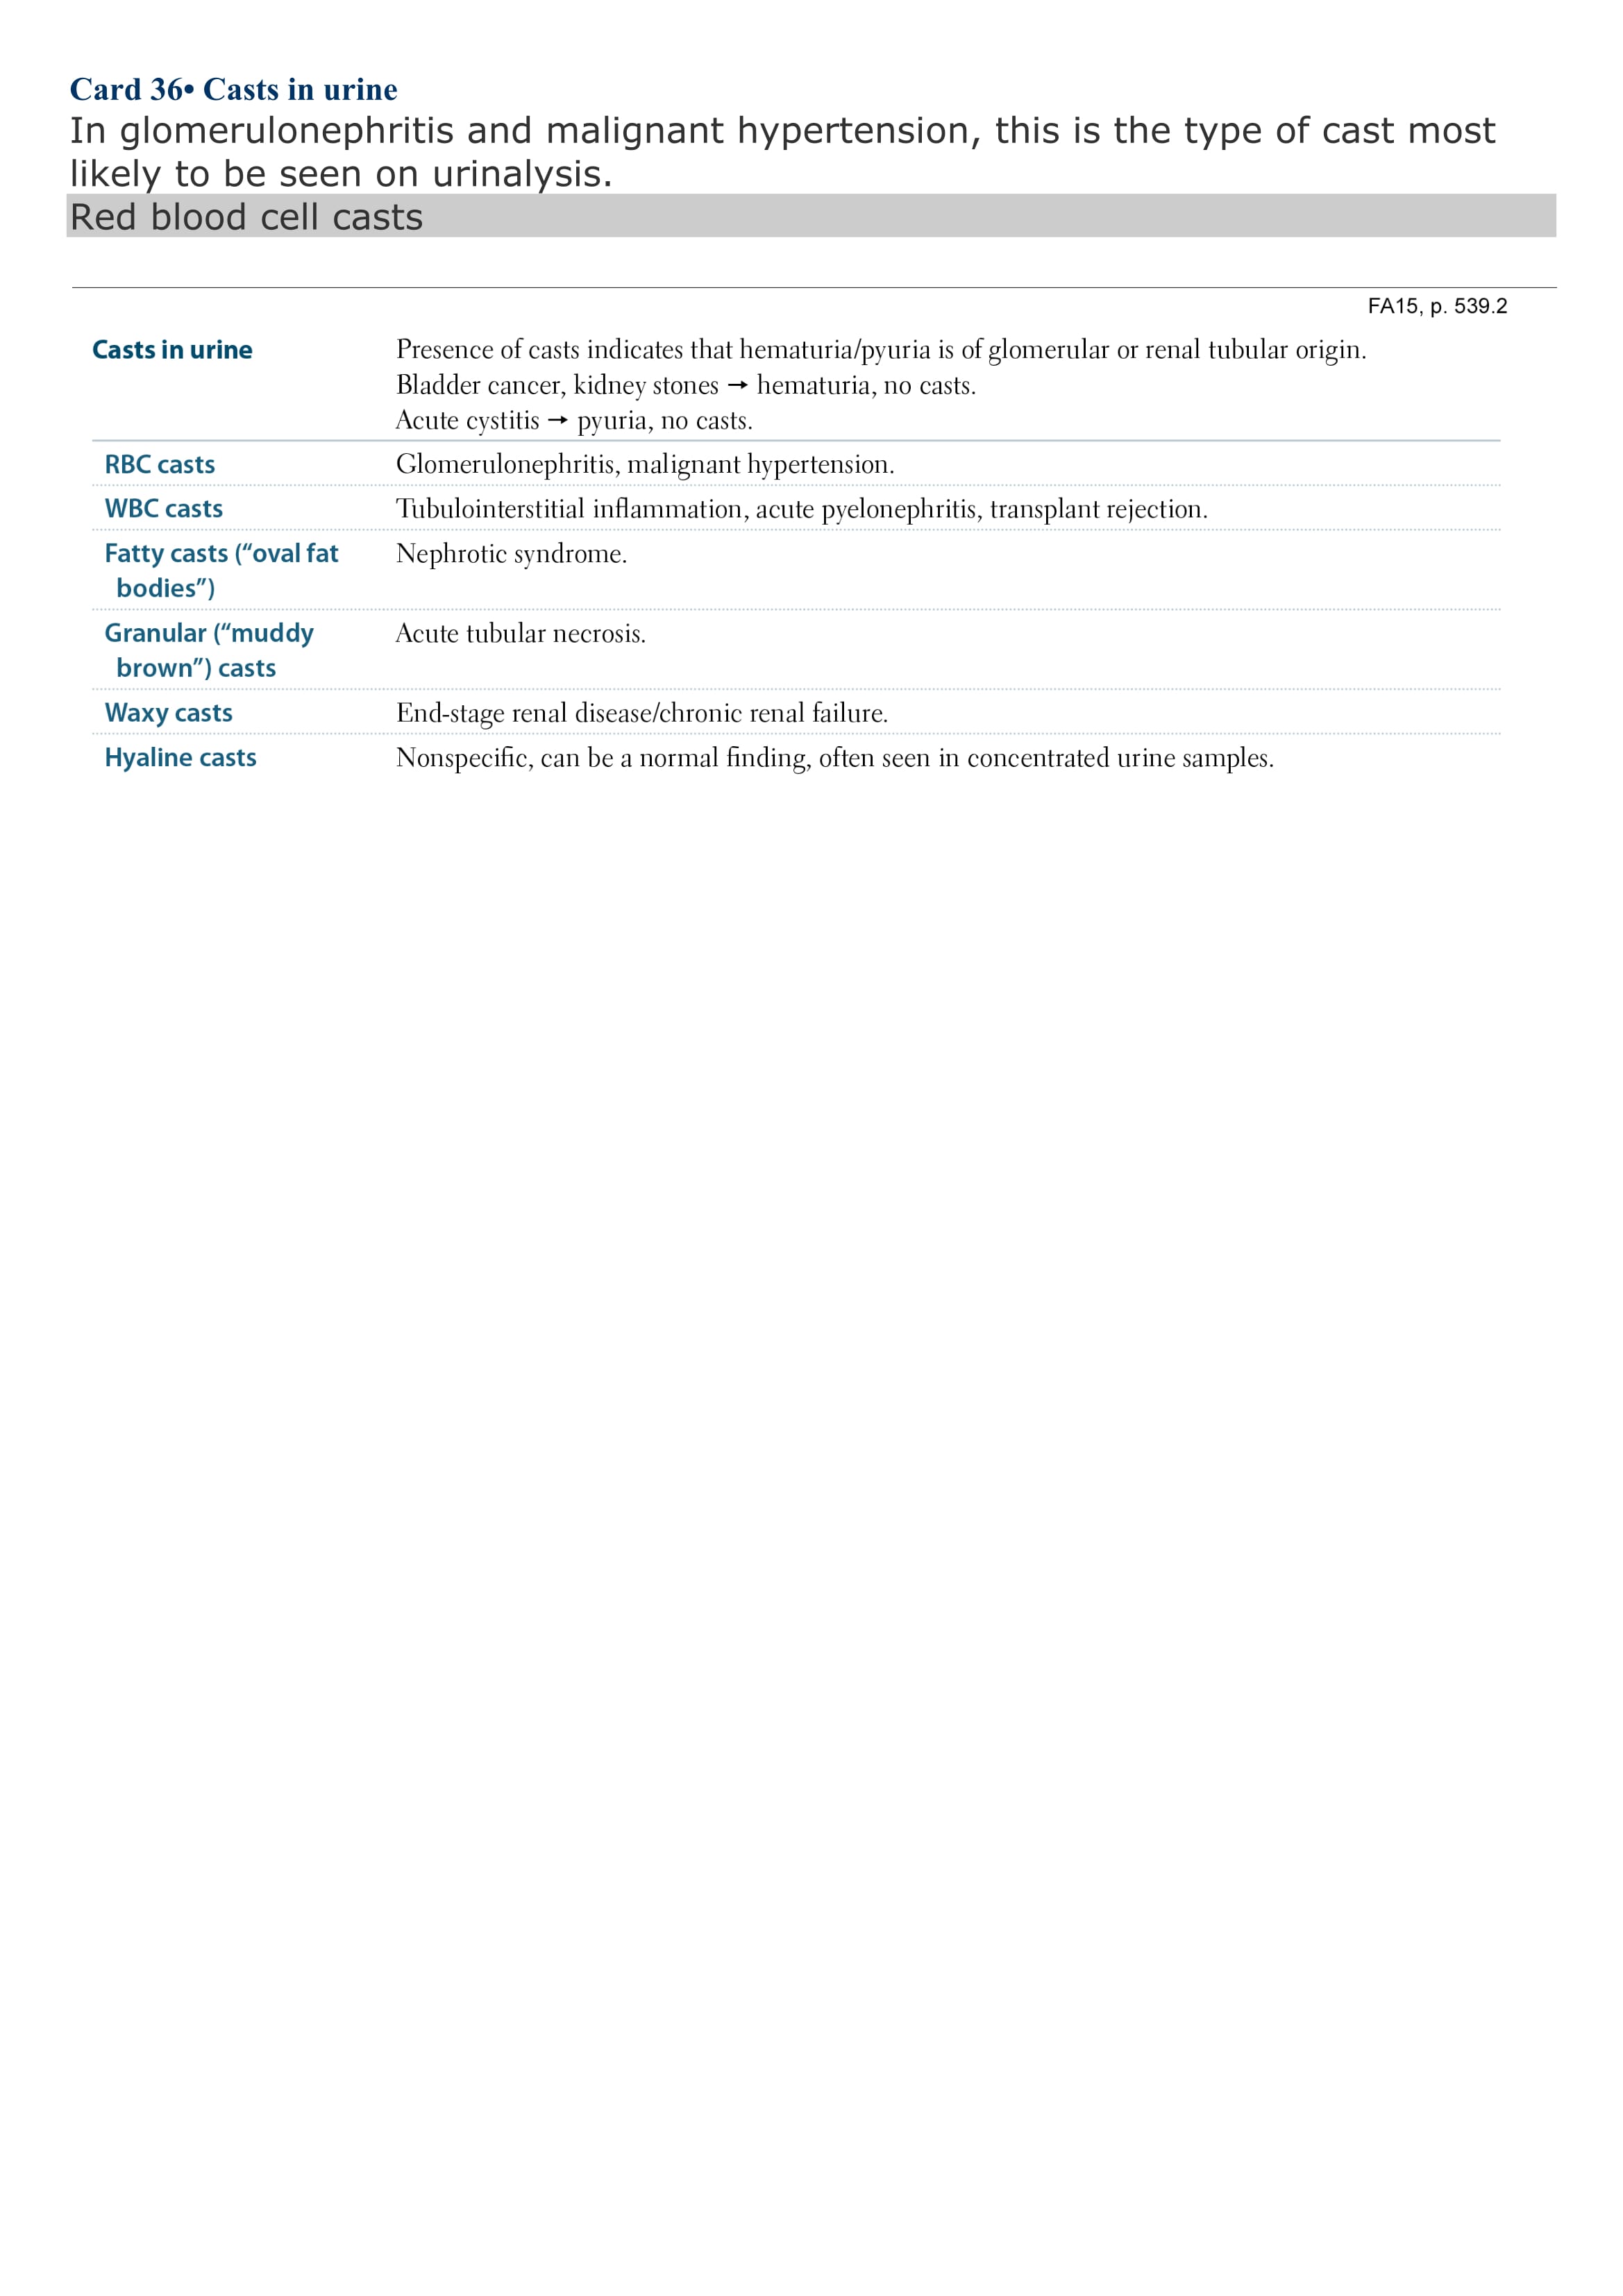 Card 36• Casts in urine
In glomerulonephritis and malignant hypertension, this is the type of cast most
likely to be seen on urinalysis.
Red blood cell casts
FA15, p. 539.2
Casts in urine
Presence of casts indicates that hematuria/pyuria is of glomerular or renal tubular origin.
Bladder cancer, kidney stones → hematuria, no casts.
Acute cystitis → pyuria, no casts.
RBC casts
Glomerulonephritis, malignant hypertension.
WBC casts
Tubulointerstitial inflammation, acute pyelonephritis, transplant rejection.
Fatty casts (“oval fat
bodies”)
Nephrotic syndrome.
Granular (“muddy
brown”) casts
Acute tubular necrosis.
Waxy casts
End-stage renal disease/chronic renal failure.
Hyaline casts
Nonspecific, can be a normal finding, often seen in concentrated urine samples.